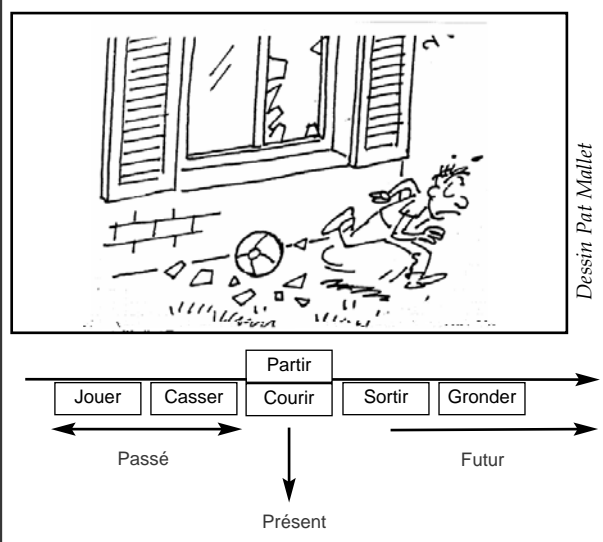 Dessin Pat Mallet
Partir
Jouer
Casser
Courir
Sortir
Gronder
Passé
Futur
Présent